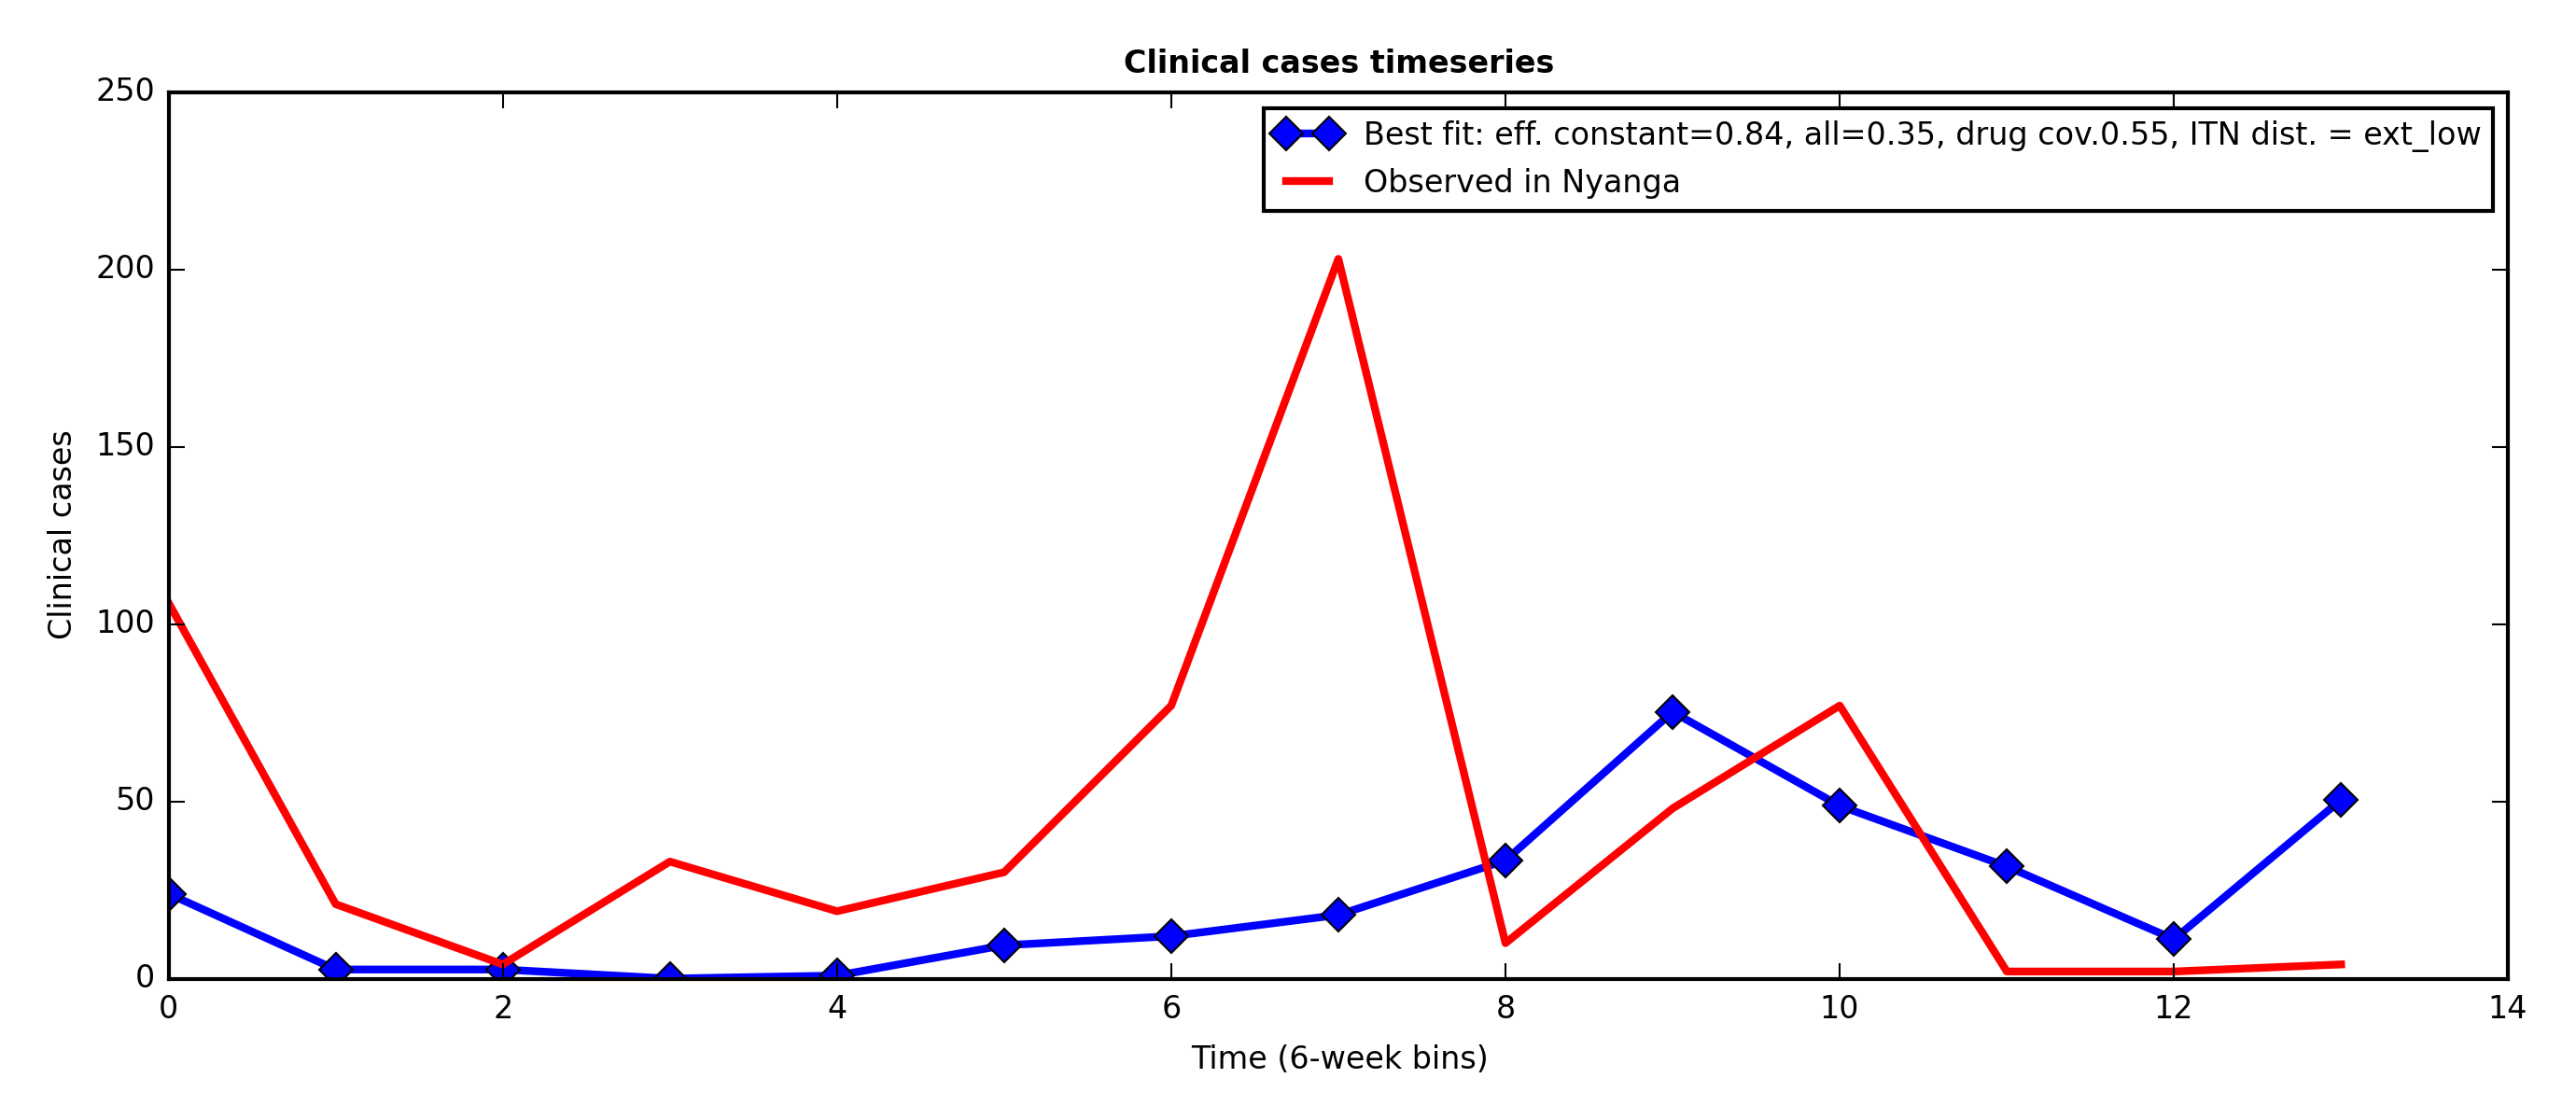 Clinical cases timeseries
250
200
150
100
50
0
Clinical cases
Best fit: eff. constant=0.84, all=0.35, drug cov.0.55, ITN dist. = ext_low
Observed in Nyanga
0 2 4 6 8 10 12 14
Time (6-week bins)